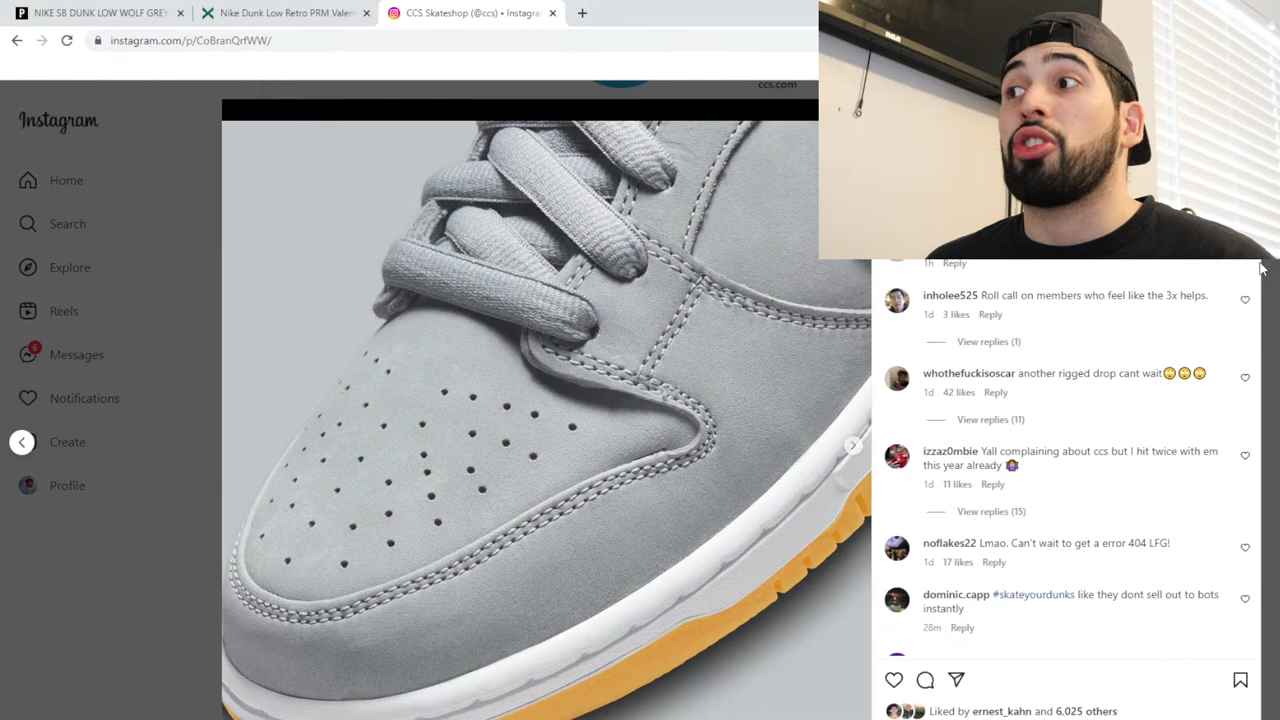 NIKE SB DUNK LOW WOLF GREY
Nike Dunk Low Retro PRM Valen
CCS Skateshop (@ccs) • Instagra
instagram.com/p/CoBranQrfWW/
RCA
ccs.com
Instagram
Home
Search
Explore
Reels
6
Messages
Notifications
Create
Profile
1h Reply
inholee525 Roll call on members who feel like the 3x helps.
1d 3 likes Reply
View replies (1)
whothefuckisoscar another rigged drop cant wait🙄🙄🙄
1d 42 likes Reply
View replies (11)
izzaz0mbie Yall complaining about ccs but I hit twice with em
this year already 🤷‍♀️
1d 11 likes Reply
View replies (15)
noflakes22 Lmao. Can't wait to get a error 404 LFG!
1d 17 likes Reply
dominic.capp #skateyourdunks like they dont sell out to bots
instantly
28m Reply
Liked by ernest_kahn and 6,025 others